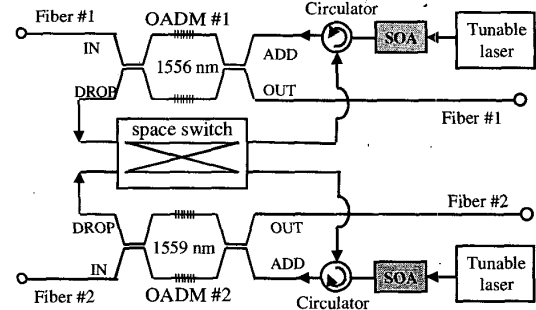 Fiber #1
OADM #1
Circulator
IN
1556 nm
ADD
SOA
Tunable
laser
DROP
OUT
Fiber #1
space switch
Fiber #2
DROP
OUT
1559 nm
IN
ADD
SOA
Tunable
laser
Fiber #2
OADM #2
Circulator